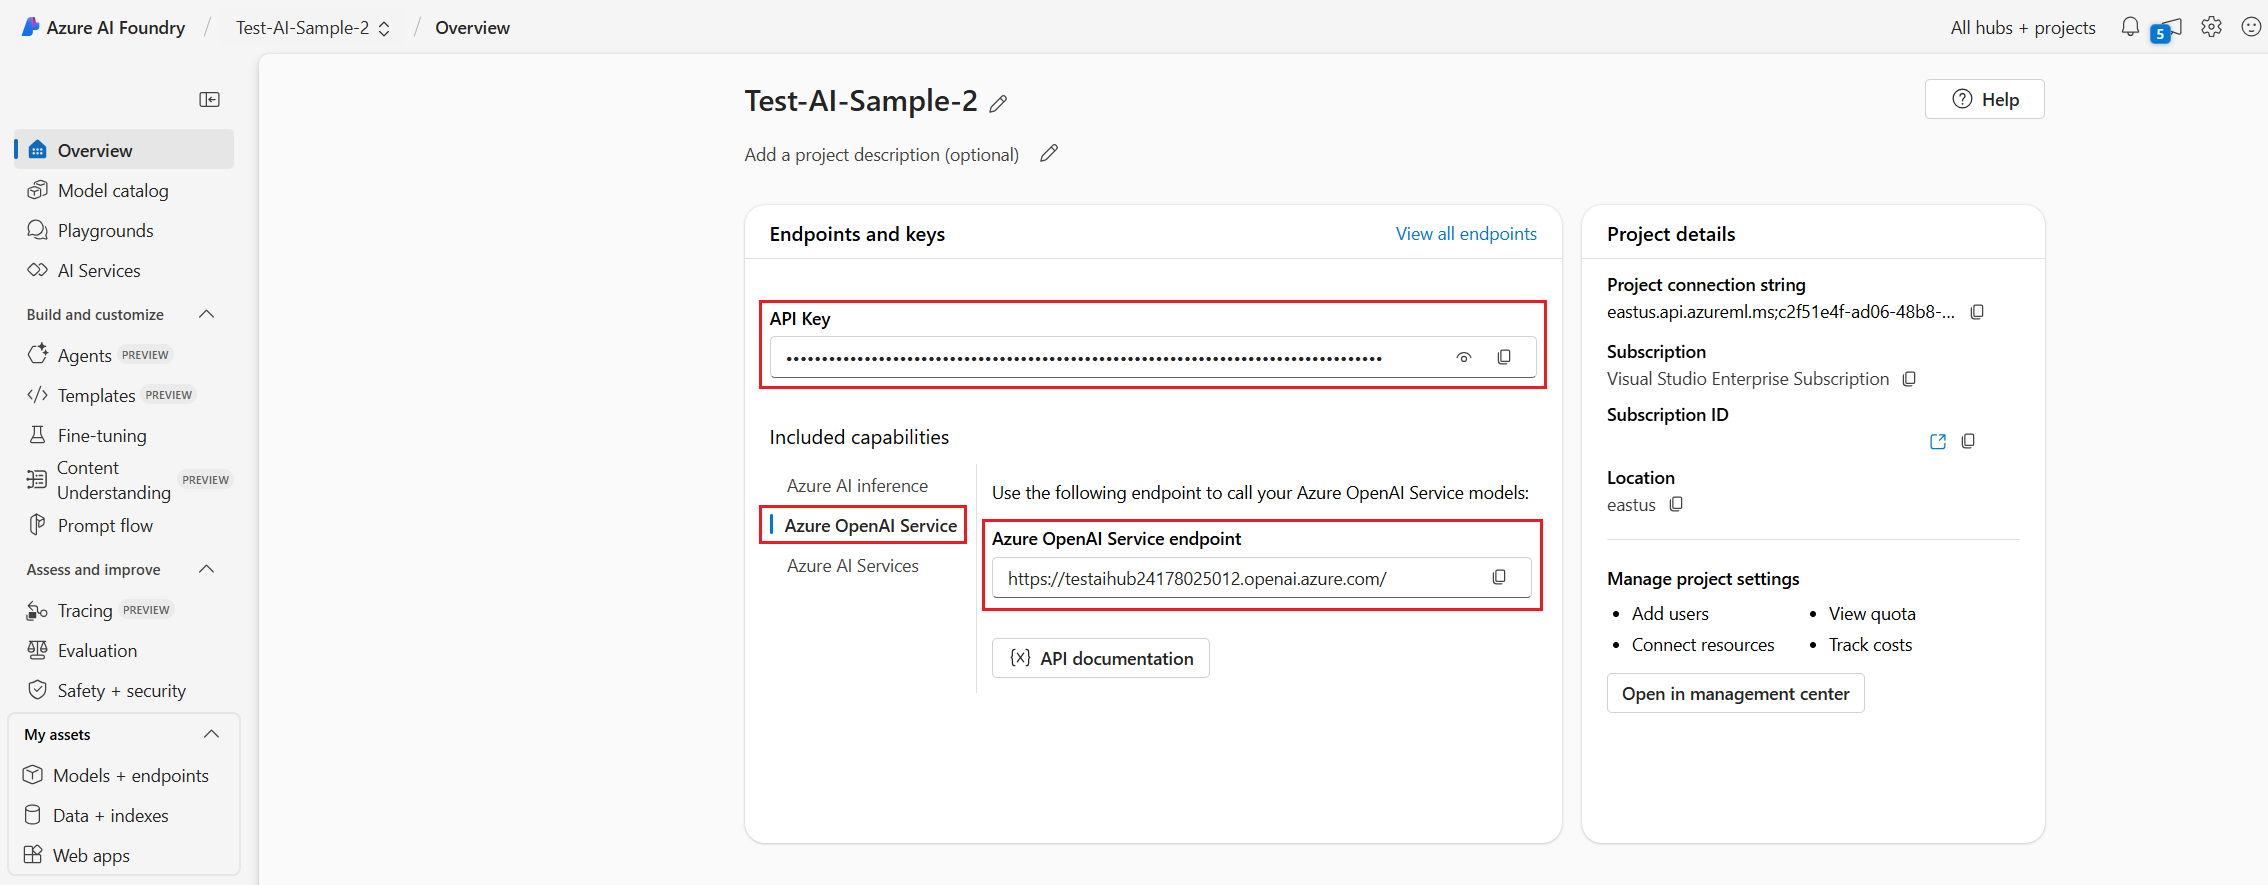 Azure AI Foundry / Test-AI-Sample-2 / Overview
All hubs + projects
5
Overview
Model catalog
Playgrounds
AI Services
Build and customize
Agents PREVIEW
Templates PREVIEW
Fine-tuning
Content
Understanding PREVIEW
Prompt flow
Assess and improve
Tracing PREVIEW
Evaluation
Safety + security
My assets
Models + endpoints
Data + indexes
Web apps
Test-AI-Sample-2
Help
Add a project description (optional)
Endpoints and keys
View all endpoints
API Key
••••••••••••••••••••••••••••••••••••••••••••••••••••••••••••••••••••••••••••••••••••
Included capabilities
Azure AI inference
Azure OpenAI Service
Azure AI Services
Use the following endpoint to call your Azure OpenAI Service models:
Azure OpenAI Service endpoint
https://testaihub24178025012.openai.azure.com/
{x} API documentation
Project details
Project connection string
eastus.api.azureml.ms;c2f51e4f-ad06-48b8-...
Subscription
Visual Studio Enterprise Subscription
Subscription ID
Location
eastus
Manage project settings
• Add users
• View quota
• Connect resources
• Track costs
Open in management center